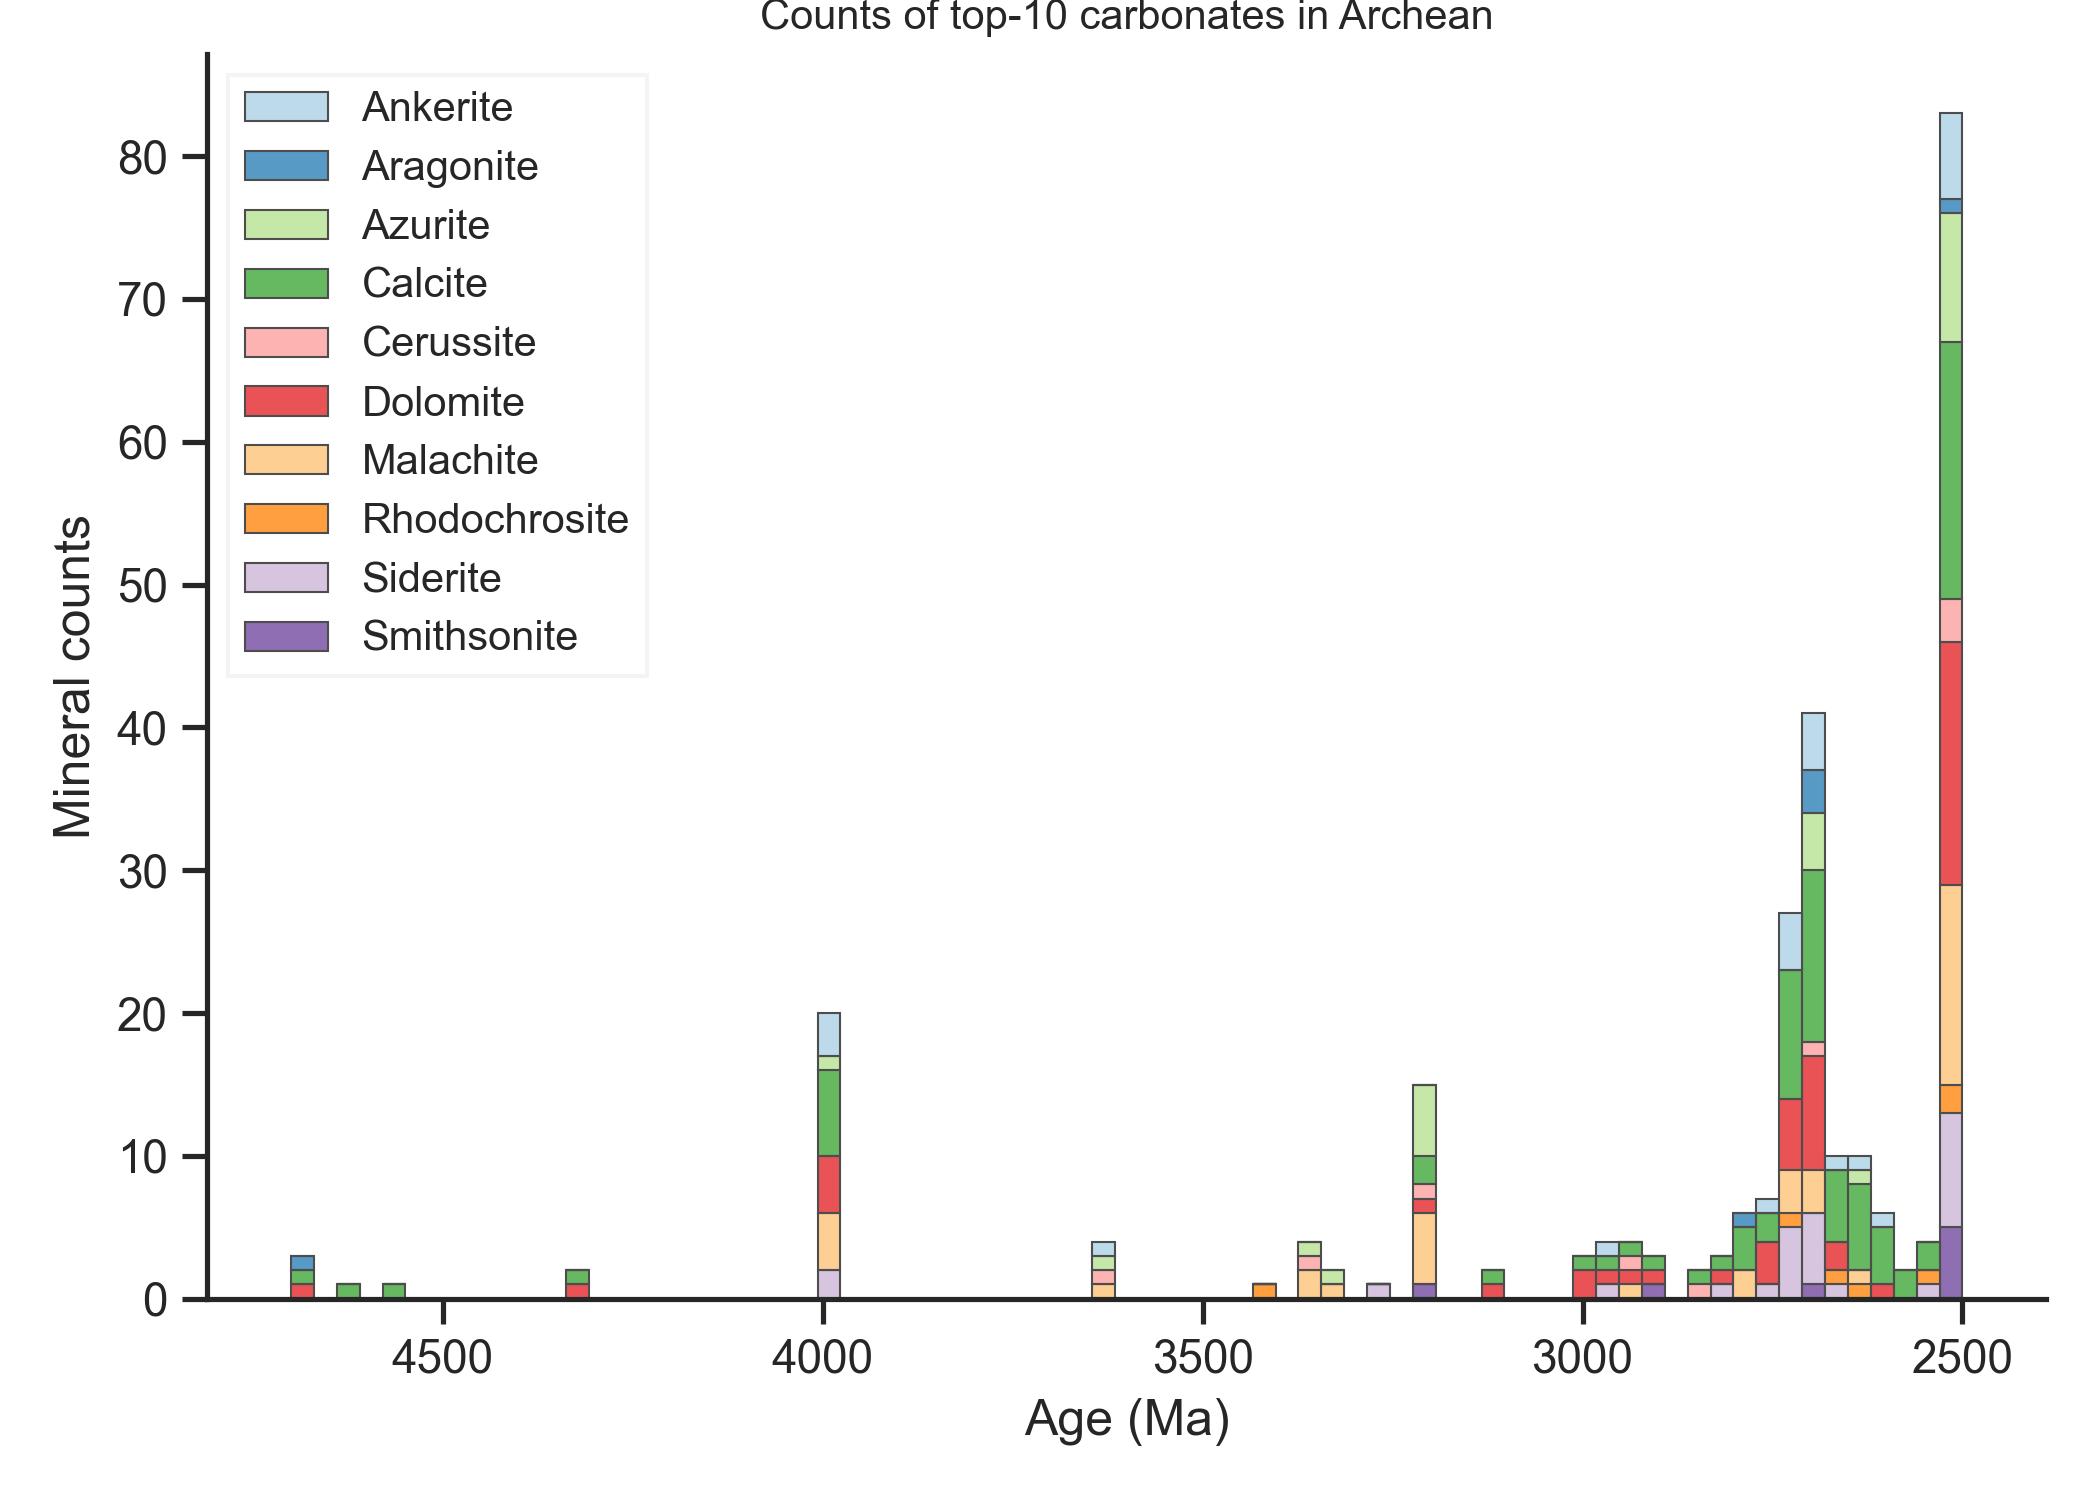 Counts of top-10 carbonates in Archean
Ankerite
Aragonite
Azurite
Calcite
Cerussite
Dolomite
Malachite
Rhodochrosite
Siderite
Smithsonite
Mineral counts
80
70
60
50
40
30
20
10
0
4500 4000 3500 3000 2500
Age (Ma)